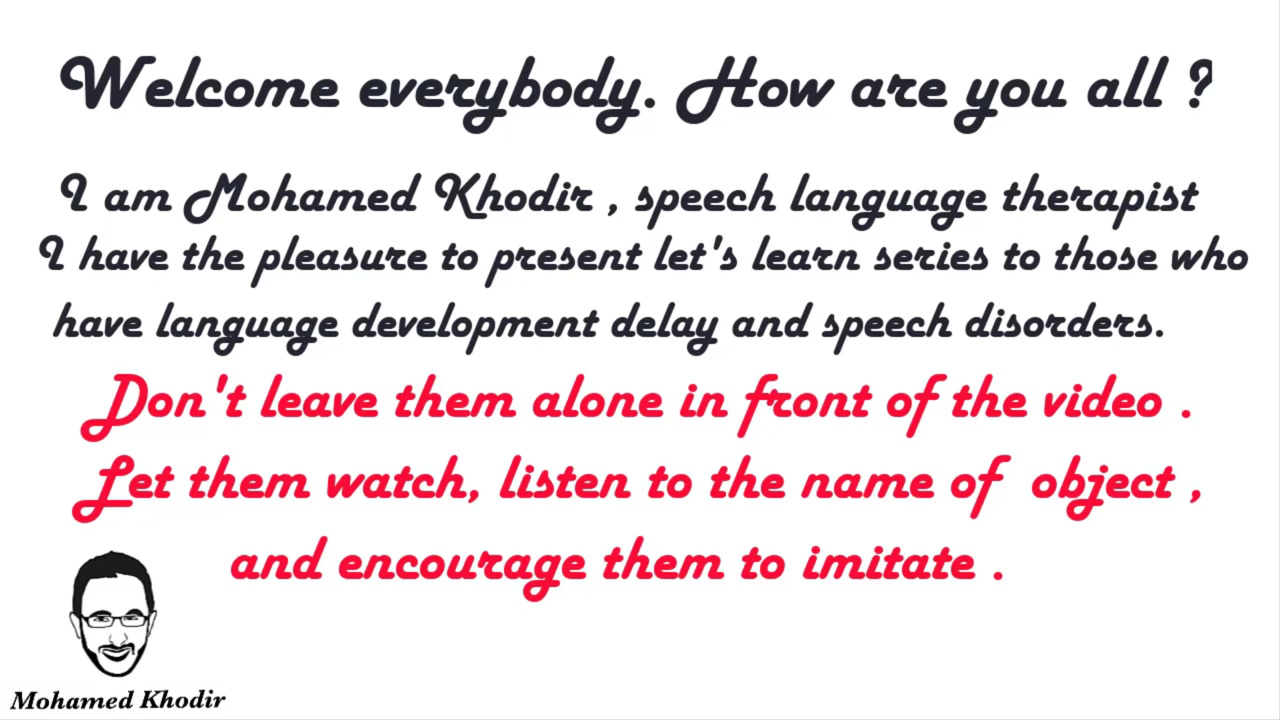 Welcome everybody. How are you all ?
I am Mohamed Khodir , speech language therapist
I have the pleasure to present let's learn series to those who
have language development delay and speech disorders.
Don't leave them alone in front of the video .
Let them watch, listen to the name of object ,
and encourage them to imitate .
Mohamed Khodir